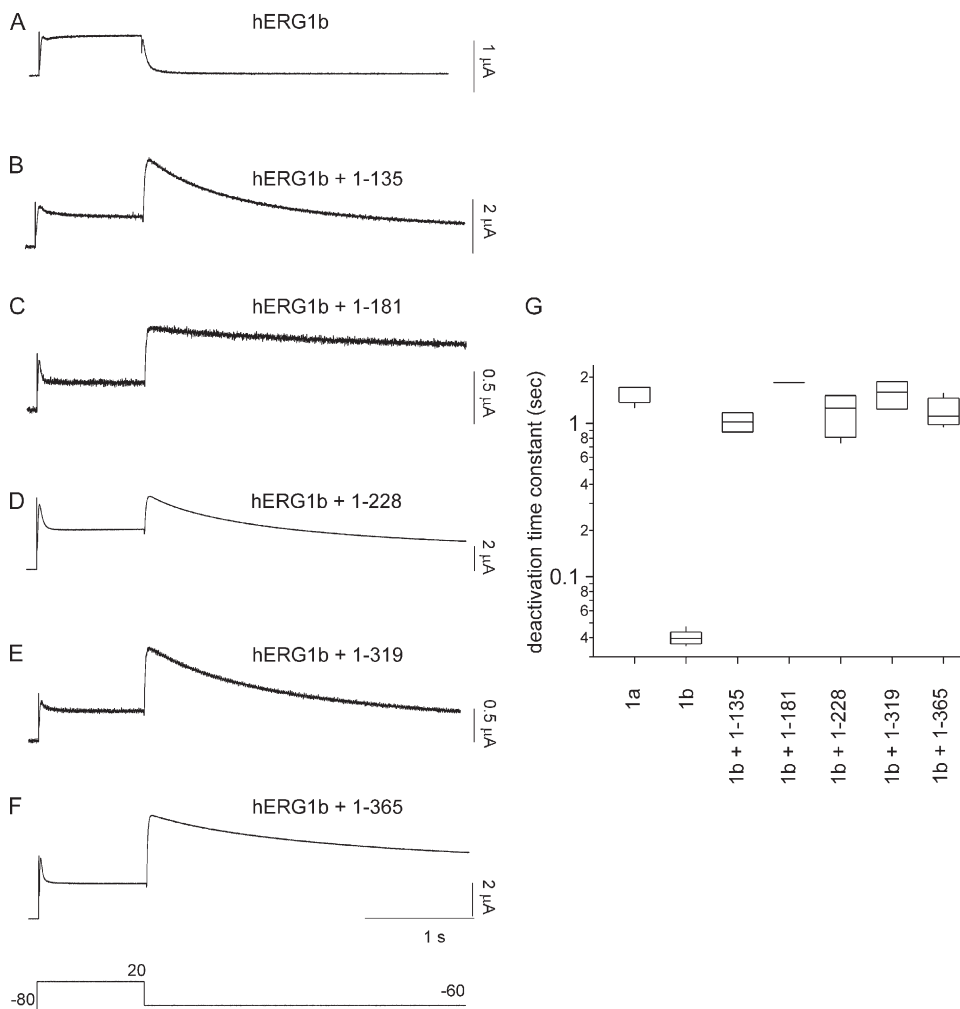 A
hERG1b
1 µA
B
hERG1b + 1-135
2 µA
C
hERG1b + 1-181
0.5 µA
D
hERG1b + 1-228
2 µA
E
hERG1b + 1-319
0.5 µA
F
hERG1b + 1-365
2 µA
1 s
-80
20
-60
G
deactivation time constant (sec)
2
1
8
6
4
2
0.1
8
6
4
1a
1b
1b + 1-135
1b + 1-181
1b + 1-228
1b + 1-319
1b + 1-365